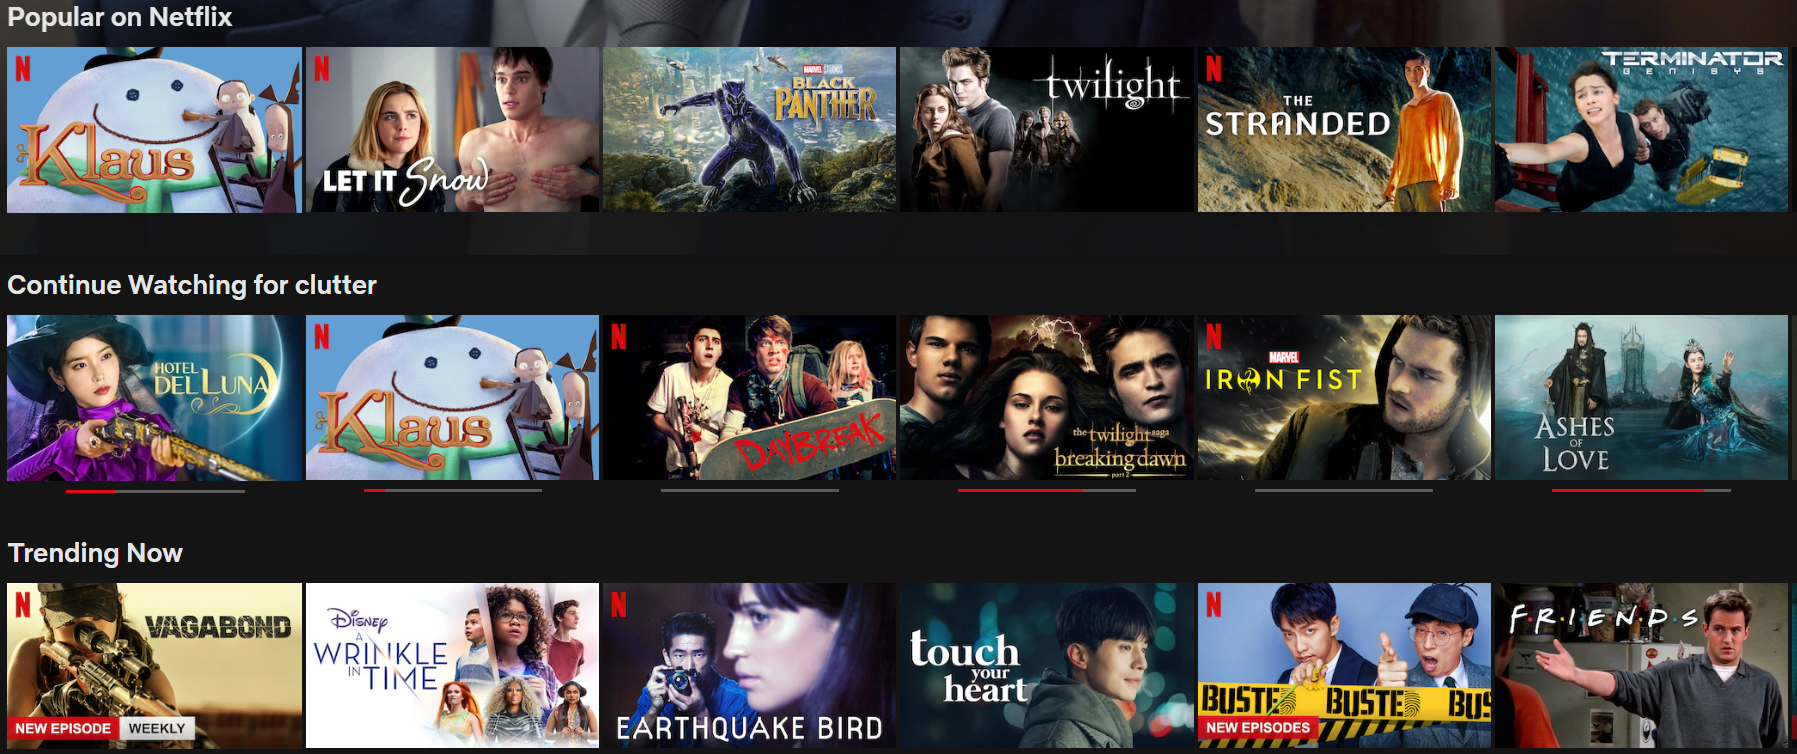 Popular on Netflix
N
Klaus
N
LET IT Snow
MARVEL STUDIOS
BLACK
PANTHER
twilight
N
THE
STRANDED
TERMINATOR
GENISYS
Continue Watching for clutter
HOTEL
DEL LUNA
N
Klaus
N
DAYBREAK
the twilight saga
breaking dawn
part 2
N
MARVEL
IRON FIST
ASHES
OF
LOVE
Trending Now
N
VAGABOND
NEW EPISODE WEEKLY
DISNEY
A
WRINKLE
IN TIME
N
EARTHQUAKE BIRD
touch
your
heart
N
BUSTED BUSTED BUS
NEW EPISODES
F·R·I·E·N·D·S